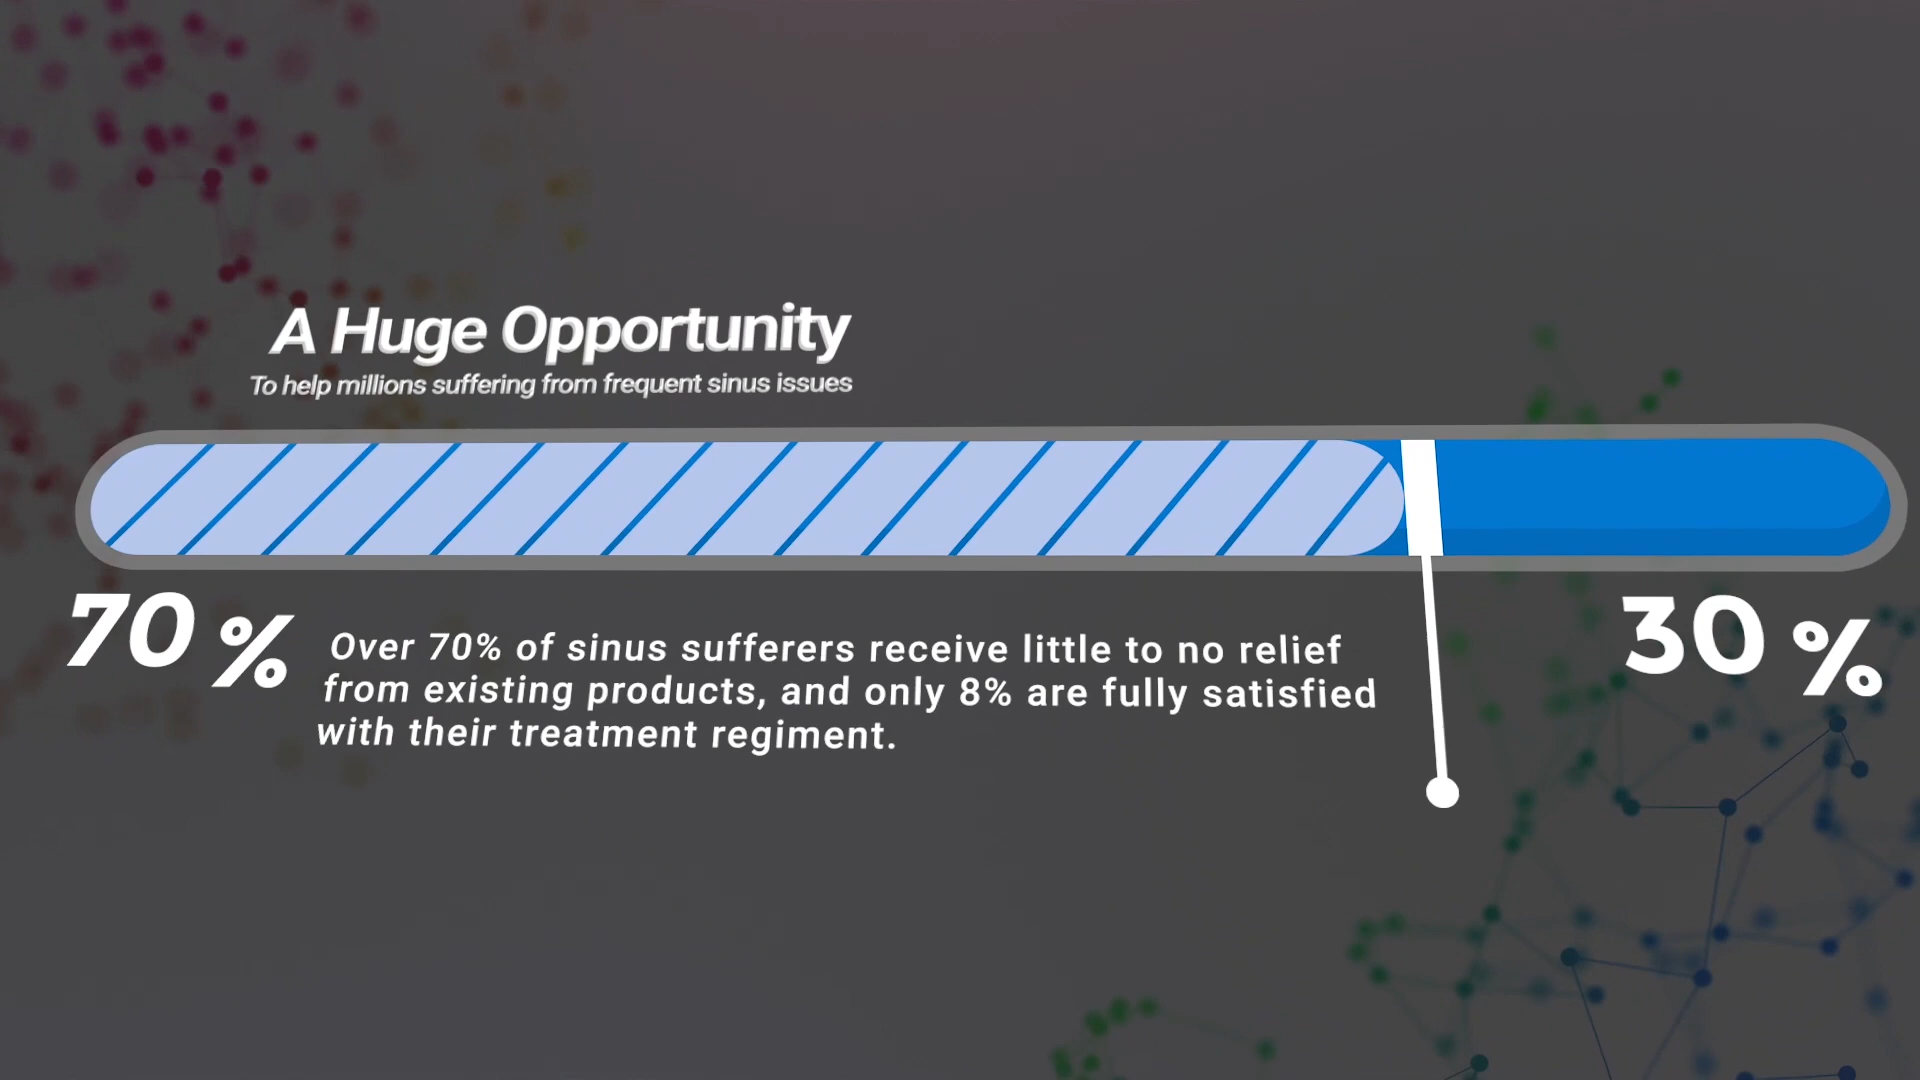 A Huge Opportunity
To help millions suffering from frequent sinus issues
70 %
Over 70% of sinus sufferers receive little to no relief
from existing products, and only 8% are fully satisfied
with their treatment regiment.
30 %